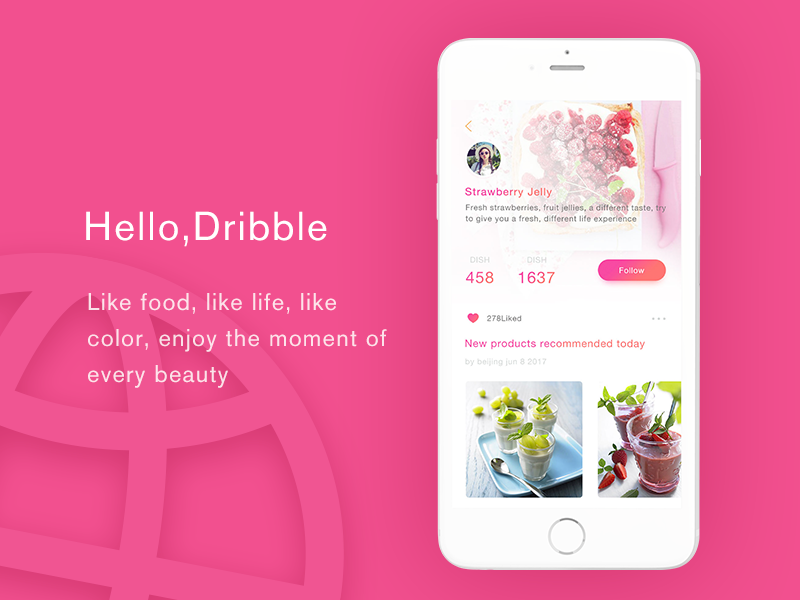 Hello,Dribble
Like food, like life, like
color, enjoy the moment of
every beauty
Strawberry Jelly
Fresh strawberries, fruit jellies, a different taste, try
to give you a fresh, different life experience
DISH DISH
458 1637
Follow
278Liked
New products recommended today
by beijing jun 8 2017